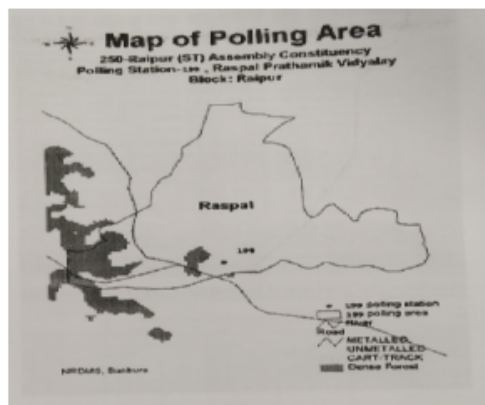 Map of Polling Area
250-Raipur (ST) Assembly Constituency
Polling Station-199 , Raspal Prathamik Vidyalay
Block: Raipur
Raspal
199
199 polling station
199 polling area
River
Road
METALLED
UNMETALLED
CART-TRACK
Dense Forest
NRDMS, Bankura